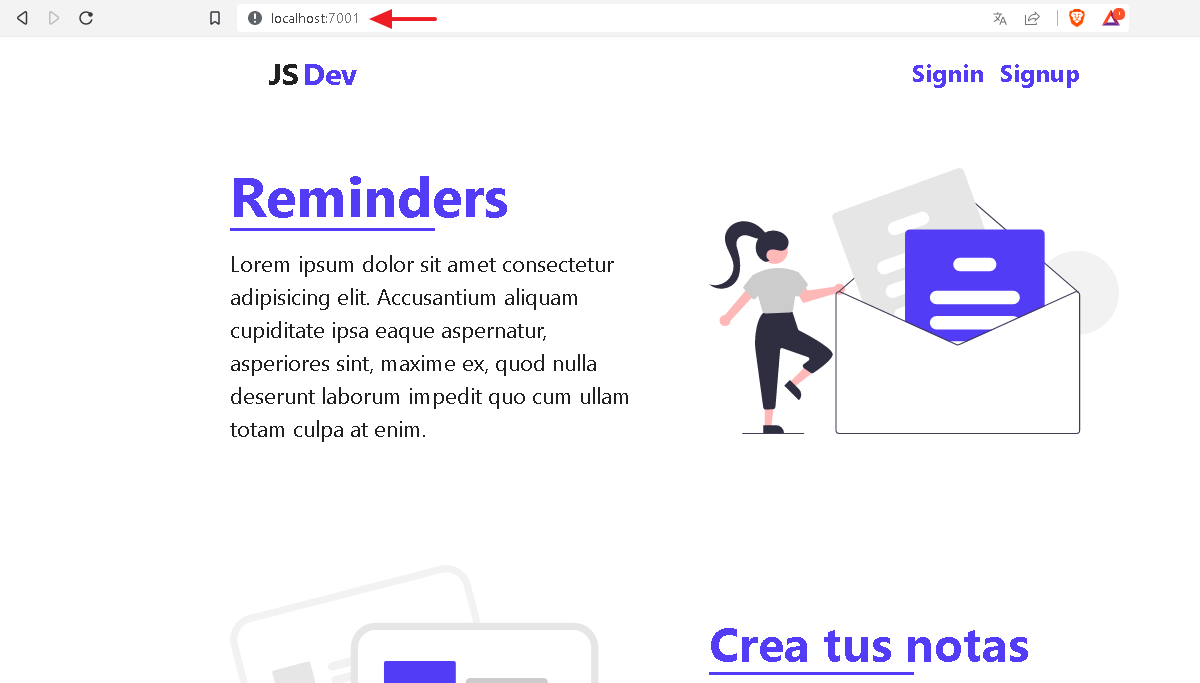 localhost:7001
JS Dev
Signin Signup
Reminders
Lorem ipsum dolor sit amet consectetur
adipisicing elit. Accusantium aliquam
cupiditate ipsa eaque aspernatur,
asperiores sint, maxime ex, quod nulla
deserunt laborum impedit quo cum ullam
totam culpa at enim.
Crea tus notas